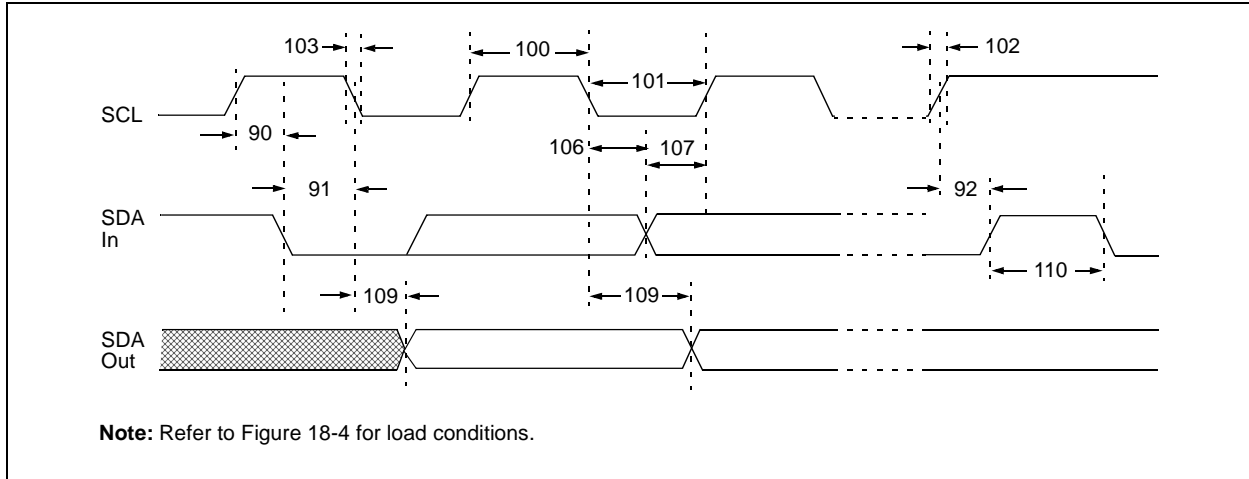 103
100
101
102
SCL
90
106
107
91
92
SDA
In
110
109
109
SDA
Out
Note: Refer to Figure 18-4 for load conditions.